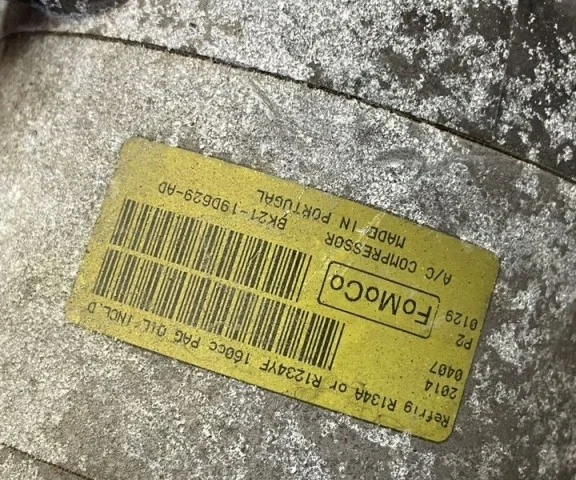 Refrig R134A or R1234YF 160cc PAG OIL INCL.D
2014
0407
P2
0129
FoMoCo
A/C COMPRESSOR
MADE IN PORTUGAL
BK21-19D629-AD